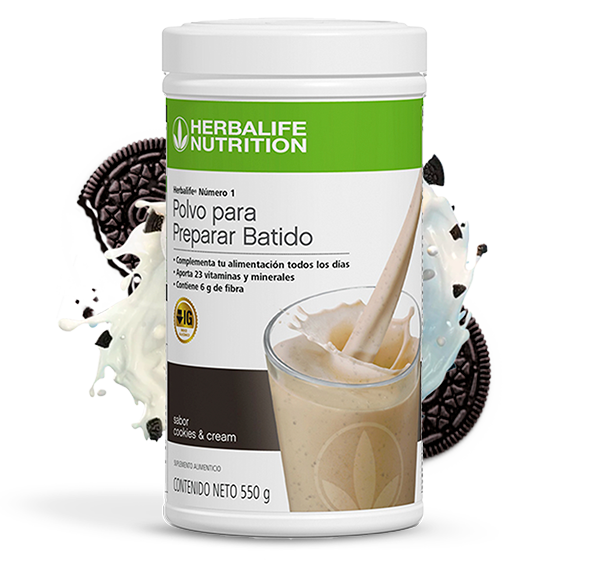 HERBALIFE
NUTRITION
Herbalife® Número 1
Polvo para
Preparar Batido
• Complementa tu alimentación todos los días
• Aporta 23 vitaminas y minerales
• Contiene 6 g de fibra
IG
sabor
cookies & cream
SUPLEMENTO ALIMENTICIO
CONTENIDO NETO 550 g